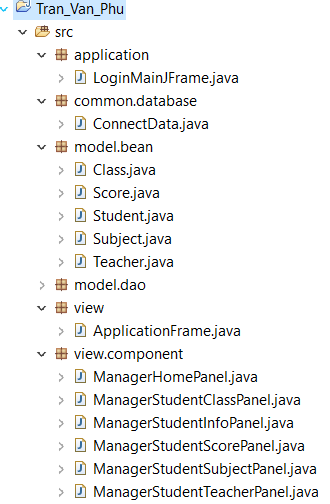 Tran_Van_Phu
src
application
LoginMainJFrame.java
common.database
ConnectData.java
model.bean
Class.java
Score.java
Student.java
Subject.java
Teacher.java
model.dao
view
ApplicationFrame.java
view.component
ManagerHomePanel.java
ManagerStudentClassPanel.java
ManagerStudentInfoPanel.java
ManagerStudentScorePanel.java
ManagerStudentSubjectPanel.java
ManagerStudentTeacherPanel.java